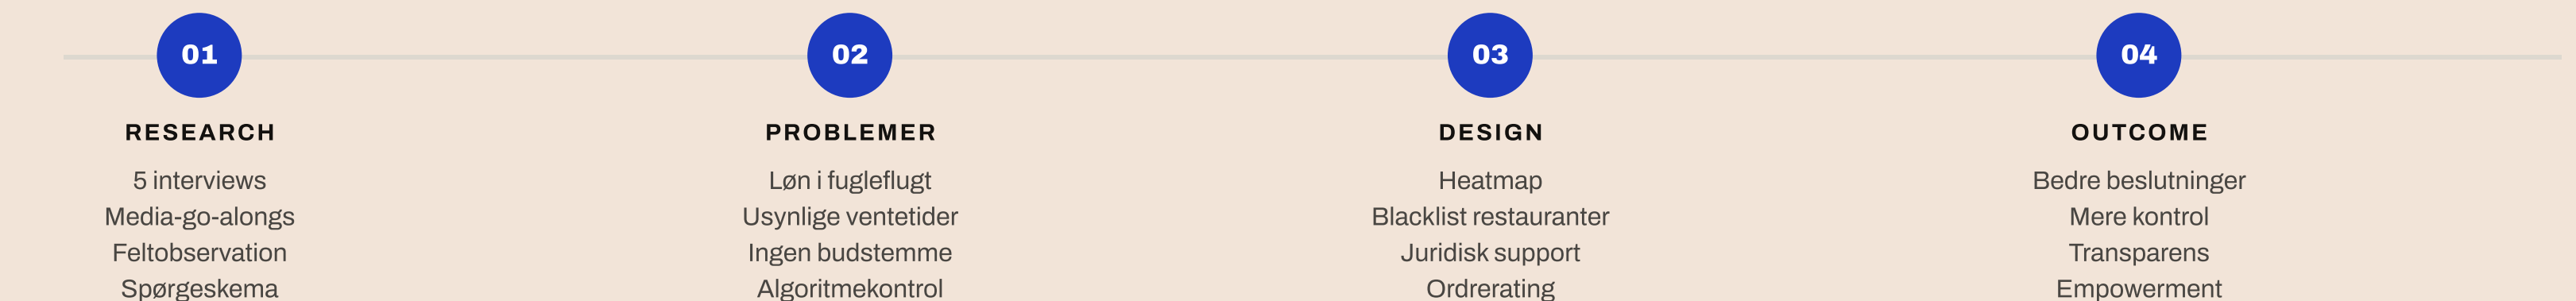 01
RESEARCH
5 interviews
Media-go-alongs
Feltobservation
Spørgeskema
02
PROBLEMER
Løn i fugleflugt
Usynlige ventetider
Ingen budstemme
Algoritmekontrol
03
DESIGN
Heatmap
Blacklist restauranter
Juridisk support
Ordrerating
04
OUTCOME
Bedre beslutninger
Mere kontrol
Transparens
Empowerment